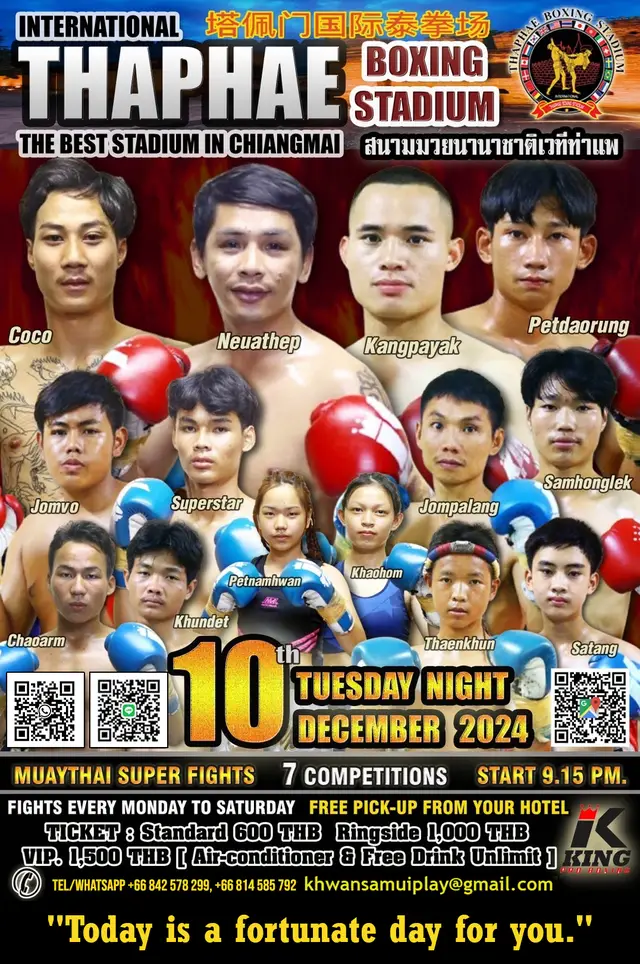 INTERNATIONAL
塔佩门国际泰拳场
THAPHAE
BOXING
STADIUM
THAPHAE BOXING STADIUM
THE BEST STADIUM IN CHIANGMAI
สนามมวยนานาชาติเวทีท่าแพ
Coco
Neuathep
Kangpayak
Petdaorung
Jomvo
Superstar
Jompalang
Samhonglek
Petnamhwan
Khaohom
Chaoarm
Khundet
Thaenkhun
Satang
10th
TUESDAY NIGHT
DECEMBER 2024
MUAYTHAI SUPER FIGHTS 7 COMPETITIONS START 9.15 PM.
FIGHTS EVERY MONDAY TO SATURDAY FREE PICK-UP FROM YOUR HOTEL
TICKET : Standard 600 THB Ringside 1,000 THB
VIP. 1,500 THB [ Air-conditioner & Free Drink Unlimit ]
KING
TEL/WHATSAPP +66 842 578 299, +66 814 585 792 khwansamuiplay@gmail.com
"Today is a fortunate day for you."